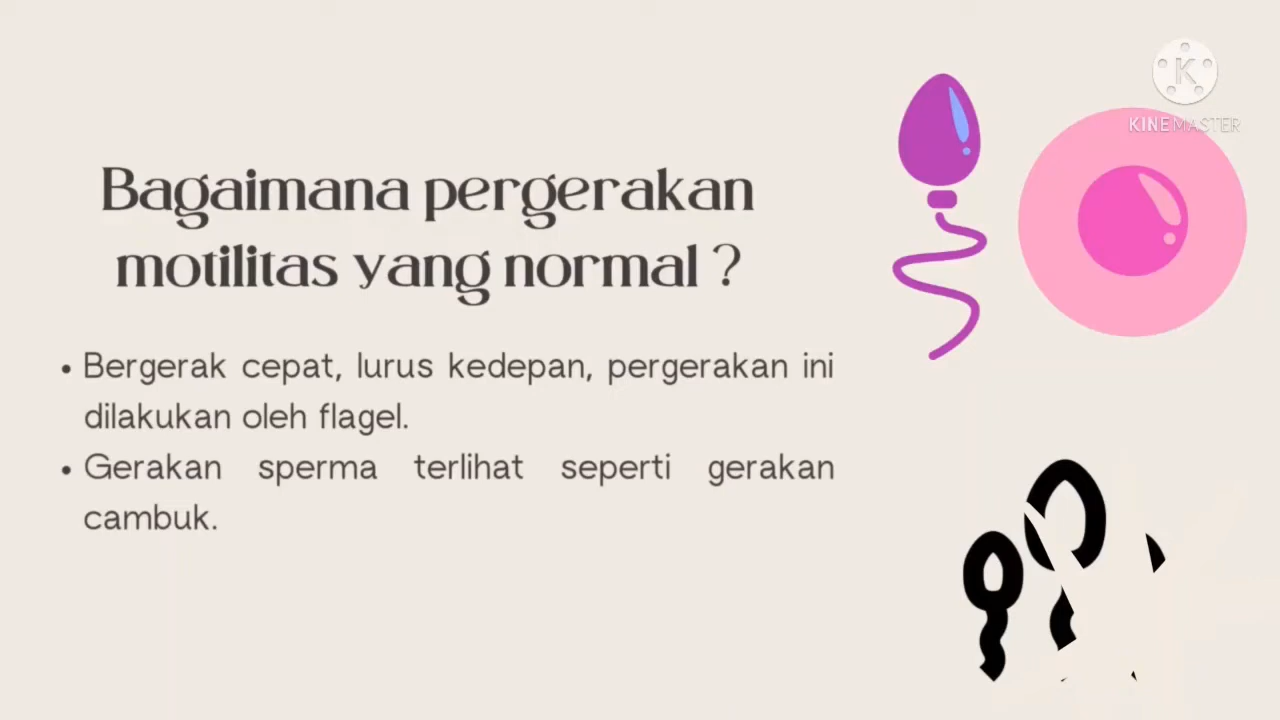 Bagaimana pergerakan
motilitas yang normal ?
• Bergerak cepat, lurus kedepan, pergerakan ini
dilakukan oleh flagel.
• Gerakan sperma terlihat seperti gerakan
cambuk.
K
KINEMASTER